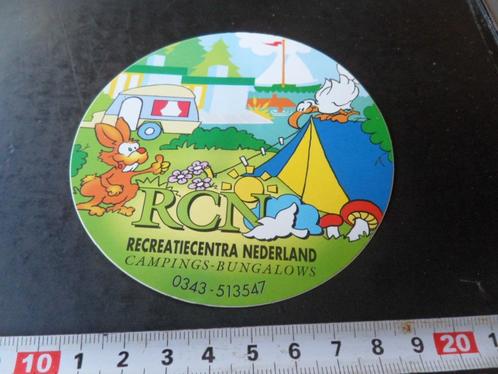 RCN
RECREATIECENTRA NEDERLAND
CAMPINGS-BUNGALOWS
0343-513547
10 1 2 3 4 5 6 7 8 9 20 1